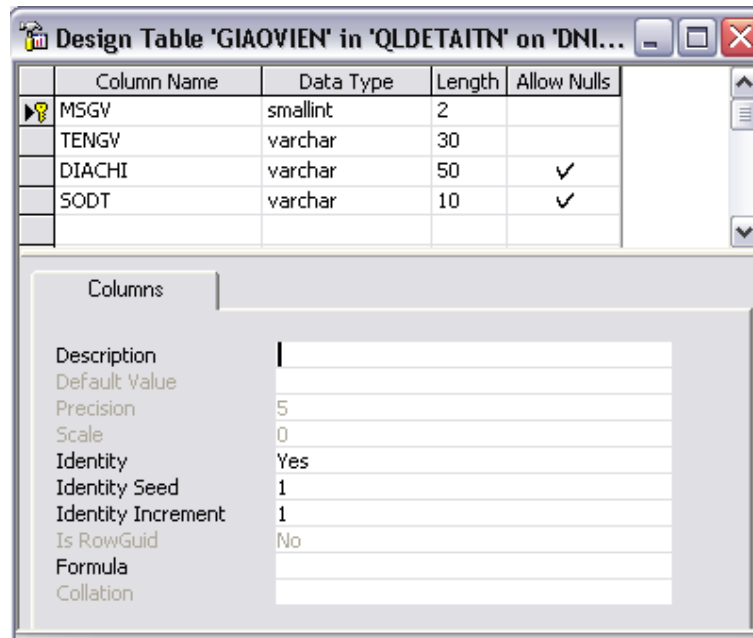 Design Table 'GIAOVIEN' in 'QLDETAITN' on 'DNI...
Column Name Data Type Length Allow Nulls
MSGV smallint 2
TENGV varchar 30
DIACHI varchar 50
SODT varchar 10
Columns
Description
Default Value
Precision 5
Scale 0
Identity Yes
Identity Seed 1
Identity Increment 1
Is RowGuid No
Formula
Collation